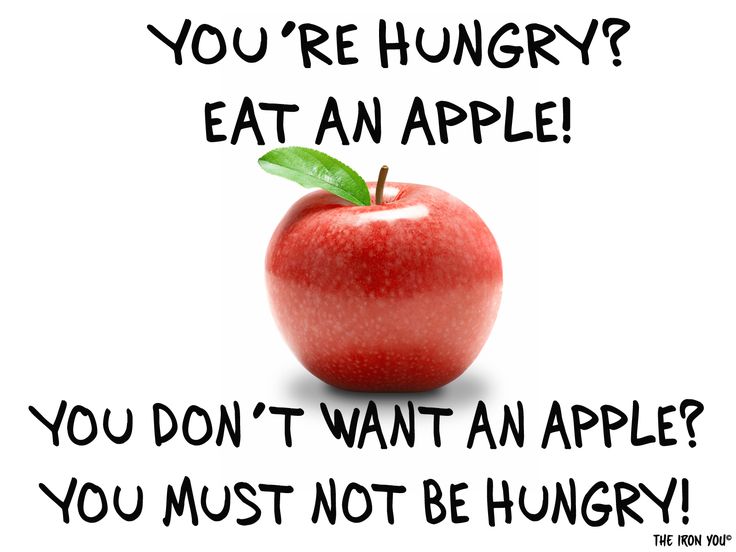 YOU'RE HUNGRY?
EAT AN APPLE!
YOU DON'T WANT AN APPLE?
YOU MUST NOT BE HUNGRY!
THE IRON YOU©